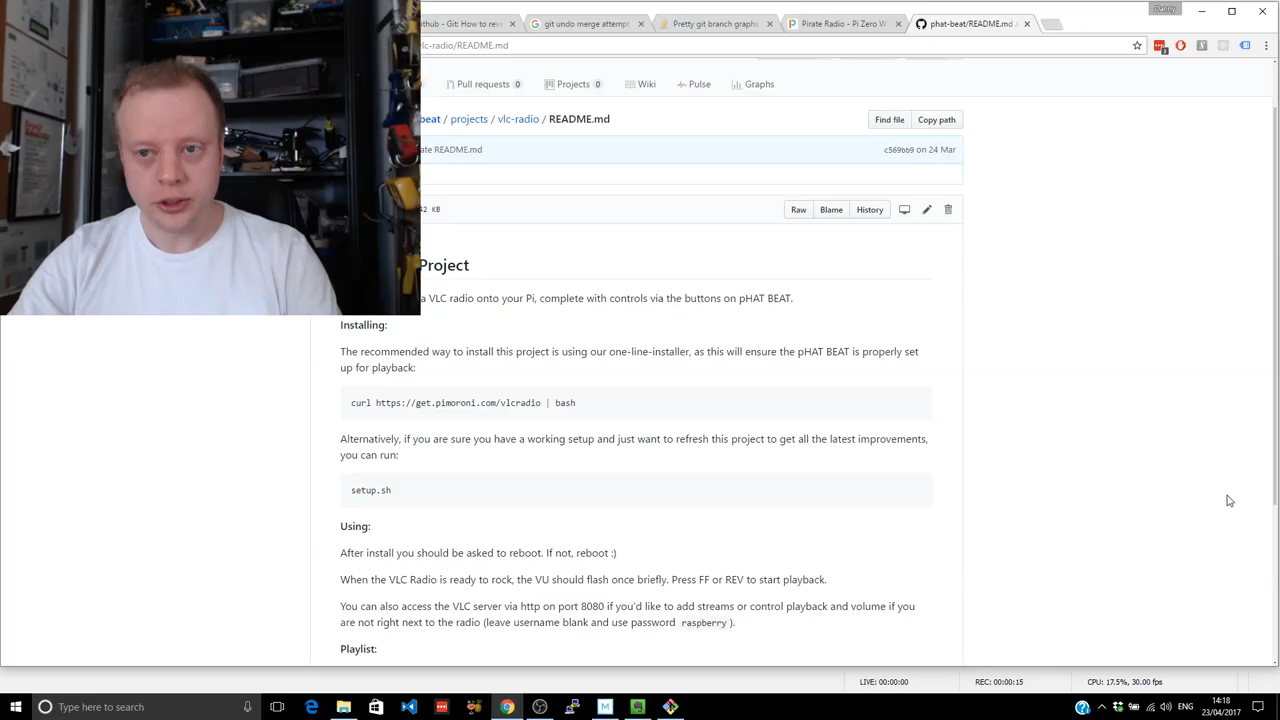 ithub - Git: How to reve
git undo merge attempt
Pretty git branch graphs
Pirate Radio - Pi Zero W
phat-beat/README.md a
Danny
vlc-radio/README.md
Pull requests 0
Projects 0
Wiki
Pulse
Graphs
beat / projects / vlc-radio / README.md
Find file
Copy path
ate README.md
c569bb9 on 24 Mar
42 KB
Raw
Blame
History
Project
a VLC radio onto your Pi, complete with controls via the buttons on pHAT BEAT.
Installing:
The recommended way to install this project is using our one-line-installer, as this will ensure the pHAT BEAT is properly set
up for playback:
curl https://get.pimoroni.com/vlcradio | bash
Alternatively, if you are sure you have a working setup and just want to refresh this project to get all the latest improvements,
you can run:
setup.sh
Using:
After install you should be asked to reboot. If not, reboot :)
When the VLC Radio is ready to rock, the VU should flash once briefly. Press FF or REV to start playback.
You can also access the VLC server via http on port 8080 if you'd like to add streams or control playback and volume if you
are not right next to the radio (leave username blank and use password raspberry ).
Playlist:
LIVE: 00:00:00
REC: 00:00:15
CPU: 17.5%, 30.00 fps
Type here to search
14:18
23/04/2017